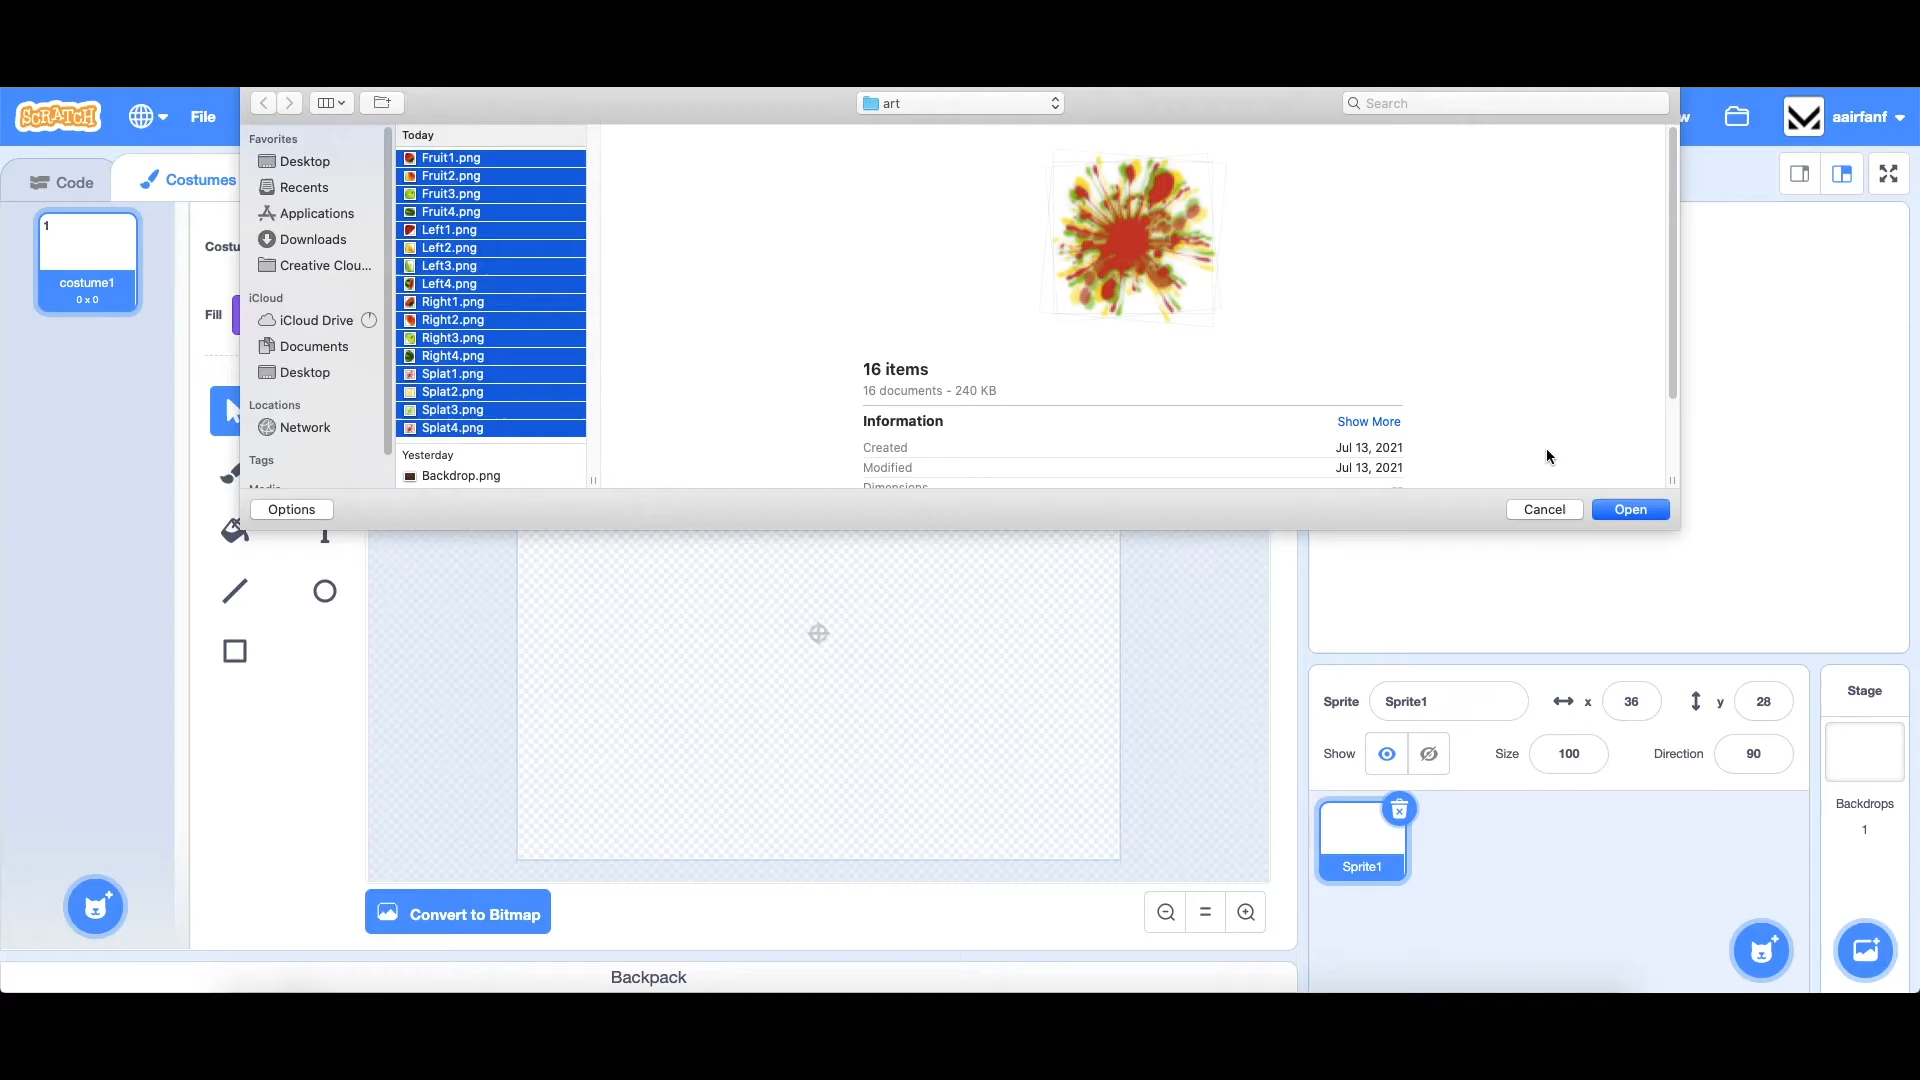 SCRATCH
File
art
Search
w
aairfanf
Code
Costumes
Favorites
Desktop
Recents
Applications
Downloads
Creative Clou...
iCloud
iCloud Drive
Documents
Desktop
Locations
Network
Tags
Today
Fruit1.png
Fruit2.png
Fruit3.png
Fruit4.png
Left1.png
Left2.png
Left3.png
Left4.png
Right1.png
Right2.png
Right3.png
Right4.png
Splat1.png
Splat2.png
Splat3.png
Splat4.png
Yesterday
Backdrop.png
16 items
16 documents - 240 KB
Information Show More
Created Jul 13, 2021
Modified Jul 13, 2021
Dimensions --
Options
Cancel
Open
1
costume1
0 x 0
Costu
Fill
Convert to Bitmap
Backpack
Sprite Sprite1 x 36 y 28
Show Size 100 Direction 90
Sprite1
Stage
Backdrops
1